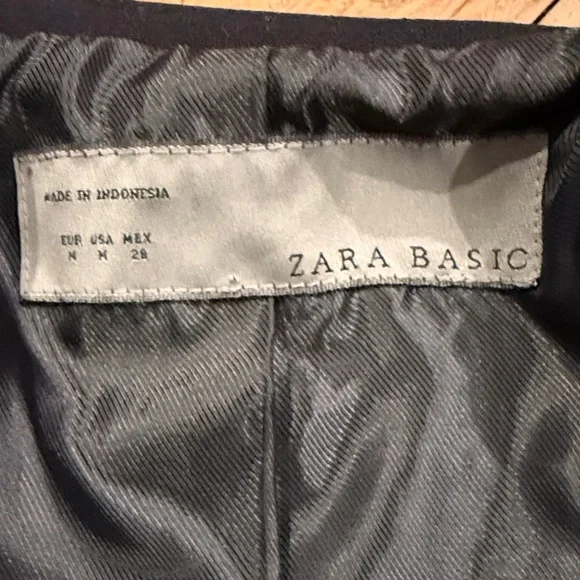 MADE IN INDONESIA
EUR USA MEX
M M 28
ZARA BASIC